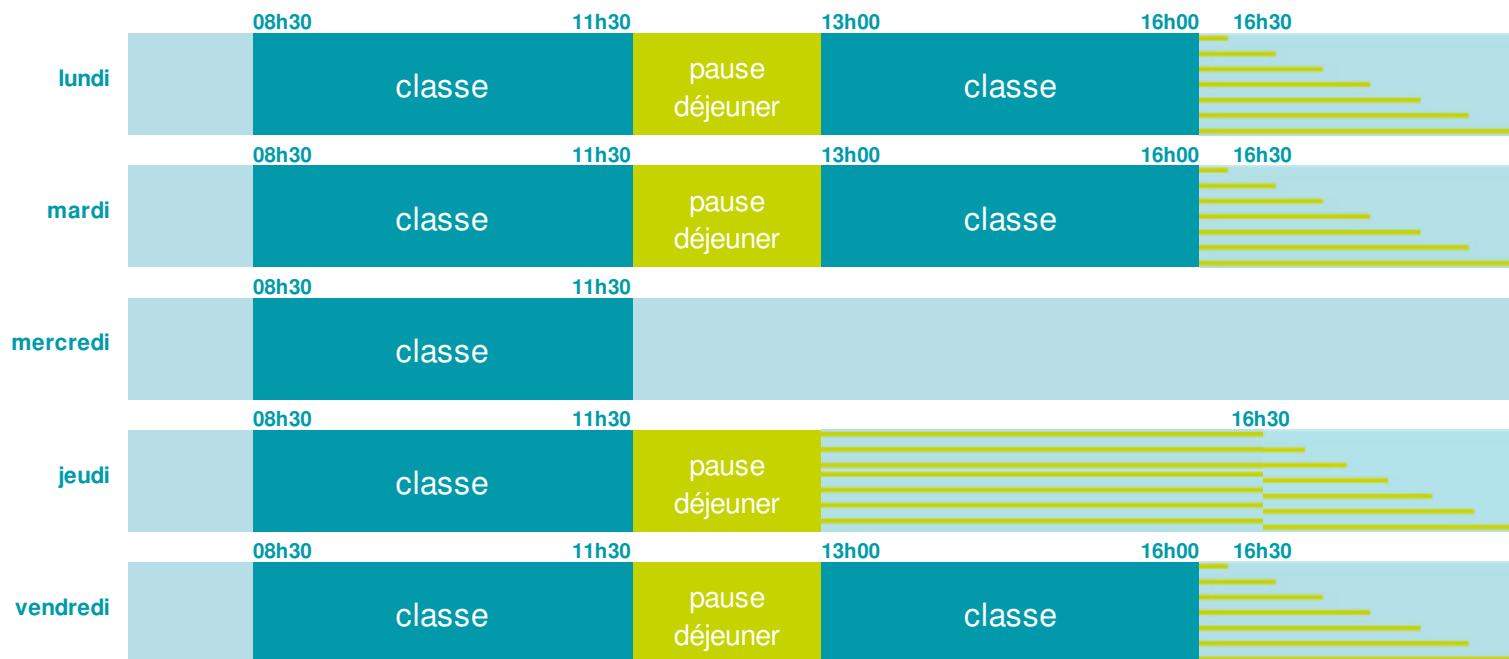 08h30 11h30 13h00 16h00 16h30
lundi
classe
pause
déjeuner
classe
08h30 11h30 13h00 16h00 16h30
mardi
classe
pause
déjeuner
classe
08h30 11h30
mercredi
classe
08h30 11h30 16h30
jeudi
classe
pause
déjeuner
08h30 11h30 13h00 16h00 16h30
vendredi
classe
pause
déjeuner
classe